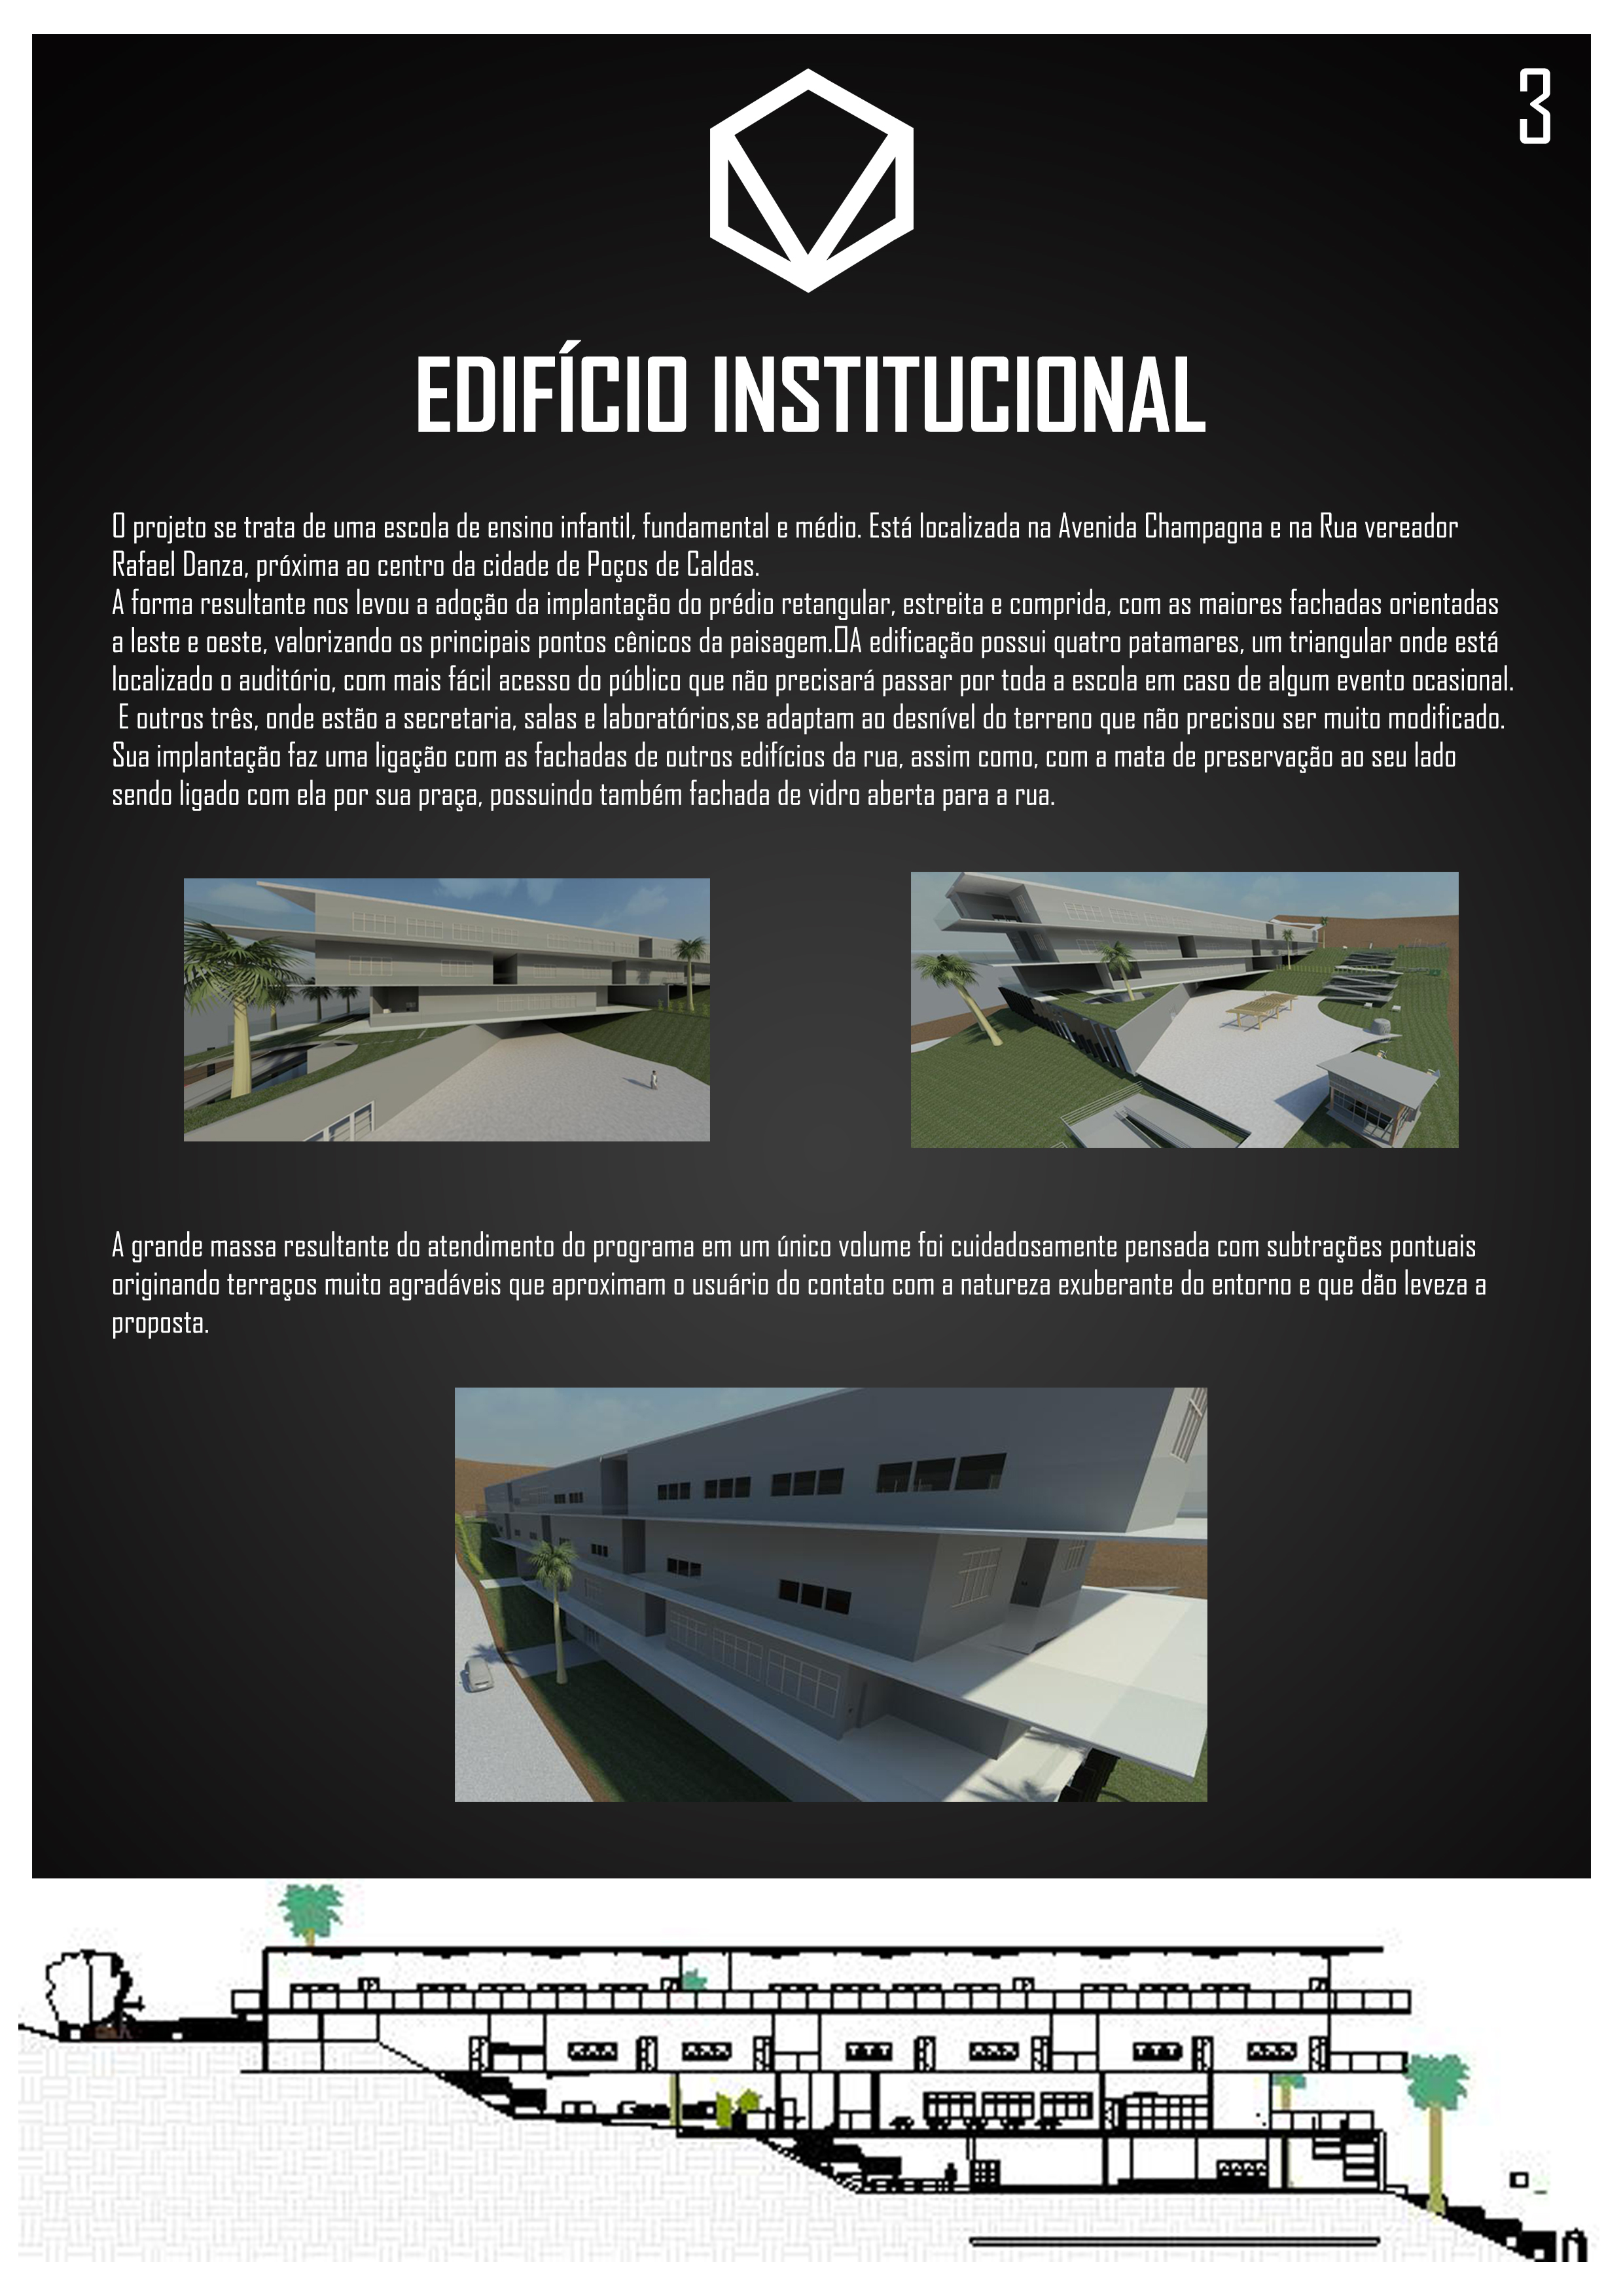 3
EDIFÍCIO INSTITUCIONAL
O projeto se trata de uma escola de ensino infantil, fundamental e médio. Está localizada na Avenida Champagna e na Rua vereador
Rafael Danza, próxima ao centro da cidade de Poços de Caldas.
A forma resultante nos levou a adoção da implantação do prédio retangular, estreita e comprida, com as maiores fachadas orientadas
a leste e oeste, valorizando os principais pontos cênicos da paisagem.▯A edificação possui quatro patamares, um triangular onde está
localizado o auditório, com mais fácil acesso do público que não precisará passar por toda a escola em caso de algum evento ocasional.
E outros três, onde estão a secretaria, salas e laboratórios,se adaptam ao desnível do terreno que não precisou ser muito modificado.
Sua implantação faz uma ligação com as fachadas de outros edifícios da rua, assim como, com a mata de preservação ao seu lado
sendo ligado com ela por sua praça, possuindo também fachada de vidro aberta para a rua.
A grande massa resultante do atendimento do programa em um único volume foi cuidadosamente pensada com subtrações pontuais
originando terraços muito agradáveis que aproximam o usuário do contato com a natureza exuberante do entorno e que dão leveza a
proposta.